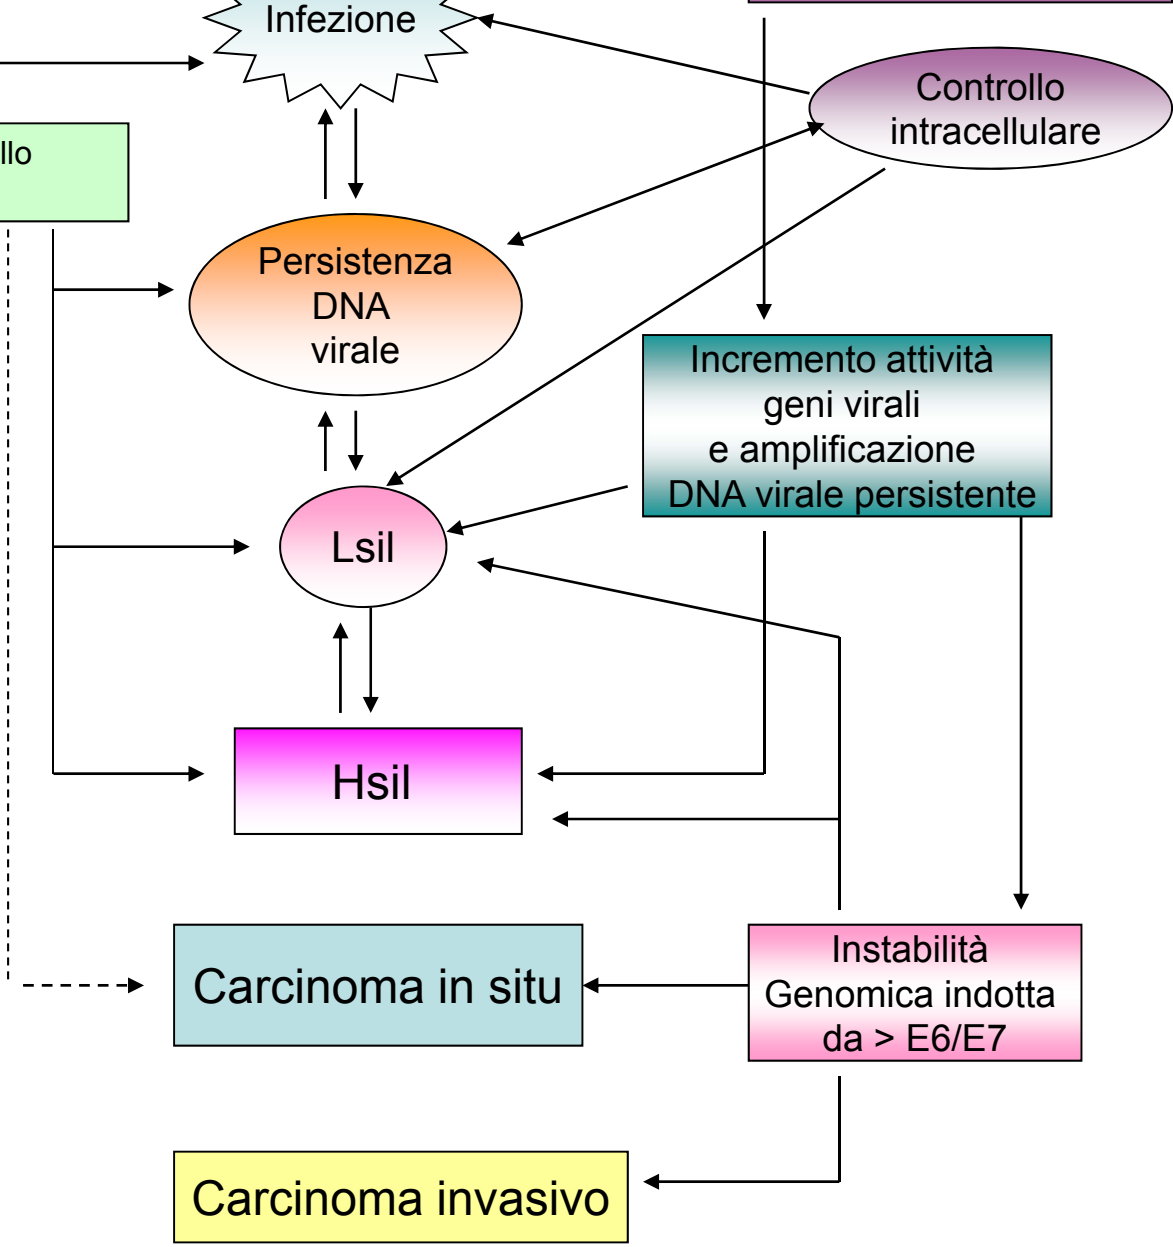 Infezione
Controllo
intracellulare
llo
Persistenza
DNA
virale
Incremento attività
geni virali
e amplificazione
DNA virale persistente
Lsil
Hsil
Carcinoma in situ
Instabilità
Genomica indotta
da > E6/E7
Carcinoma invasivo